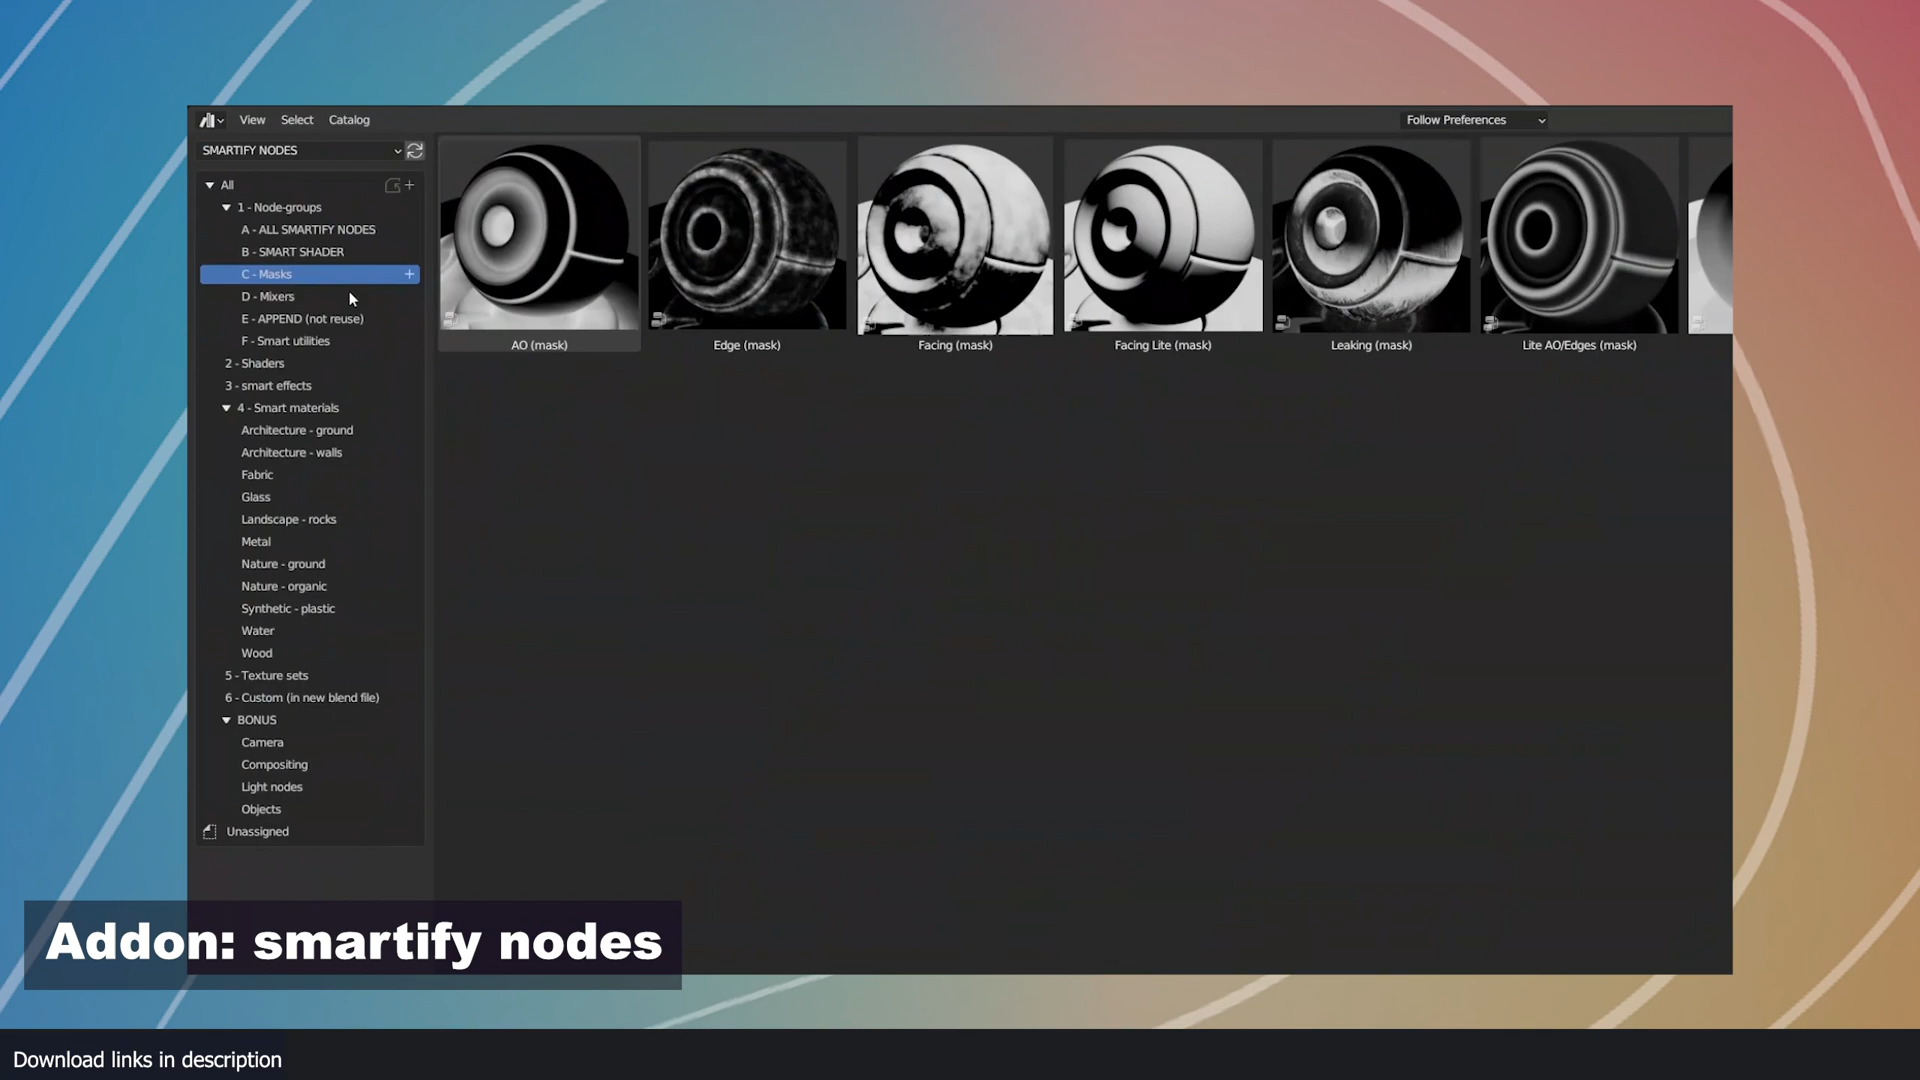 View Select Catalog
Follow Preferences
SMARTIFY NODES
All
1 - Node-groups
A - ALL SMARTIFY NODES
B - SMART SHADER
C - Masks
D - Mixers
E - APPEND (not reuse)
F - Smart utilities
2 - Shaders
3 - smart effects
4 - Smart materials
Architecture - ground
Architecture - walls
Fabric
Glass
Landscape - rocks
Metal
Nature - ground
Nature - organic
Synthetic - plastic
Water
Wood
5 - Texture sets
6 - Custom (in new blend file)
BONUS
Camera
Compositing
Light nodes
Objects
Unassigned
AO (mask)
Edge (mask)
Facing (mask)
Facing Lite (mask)
Leaking (mask)
Lite AO/Edges (mask)
Addon: smartify nodes
Download links in description